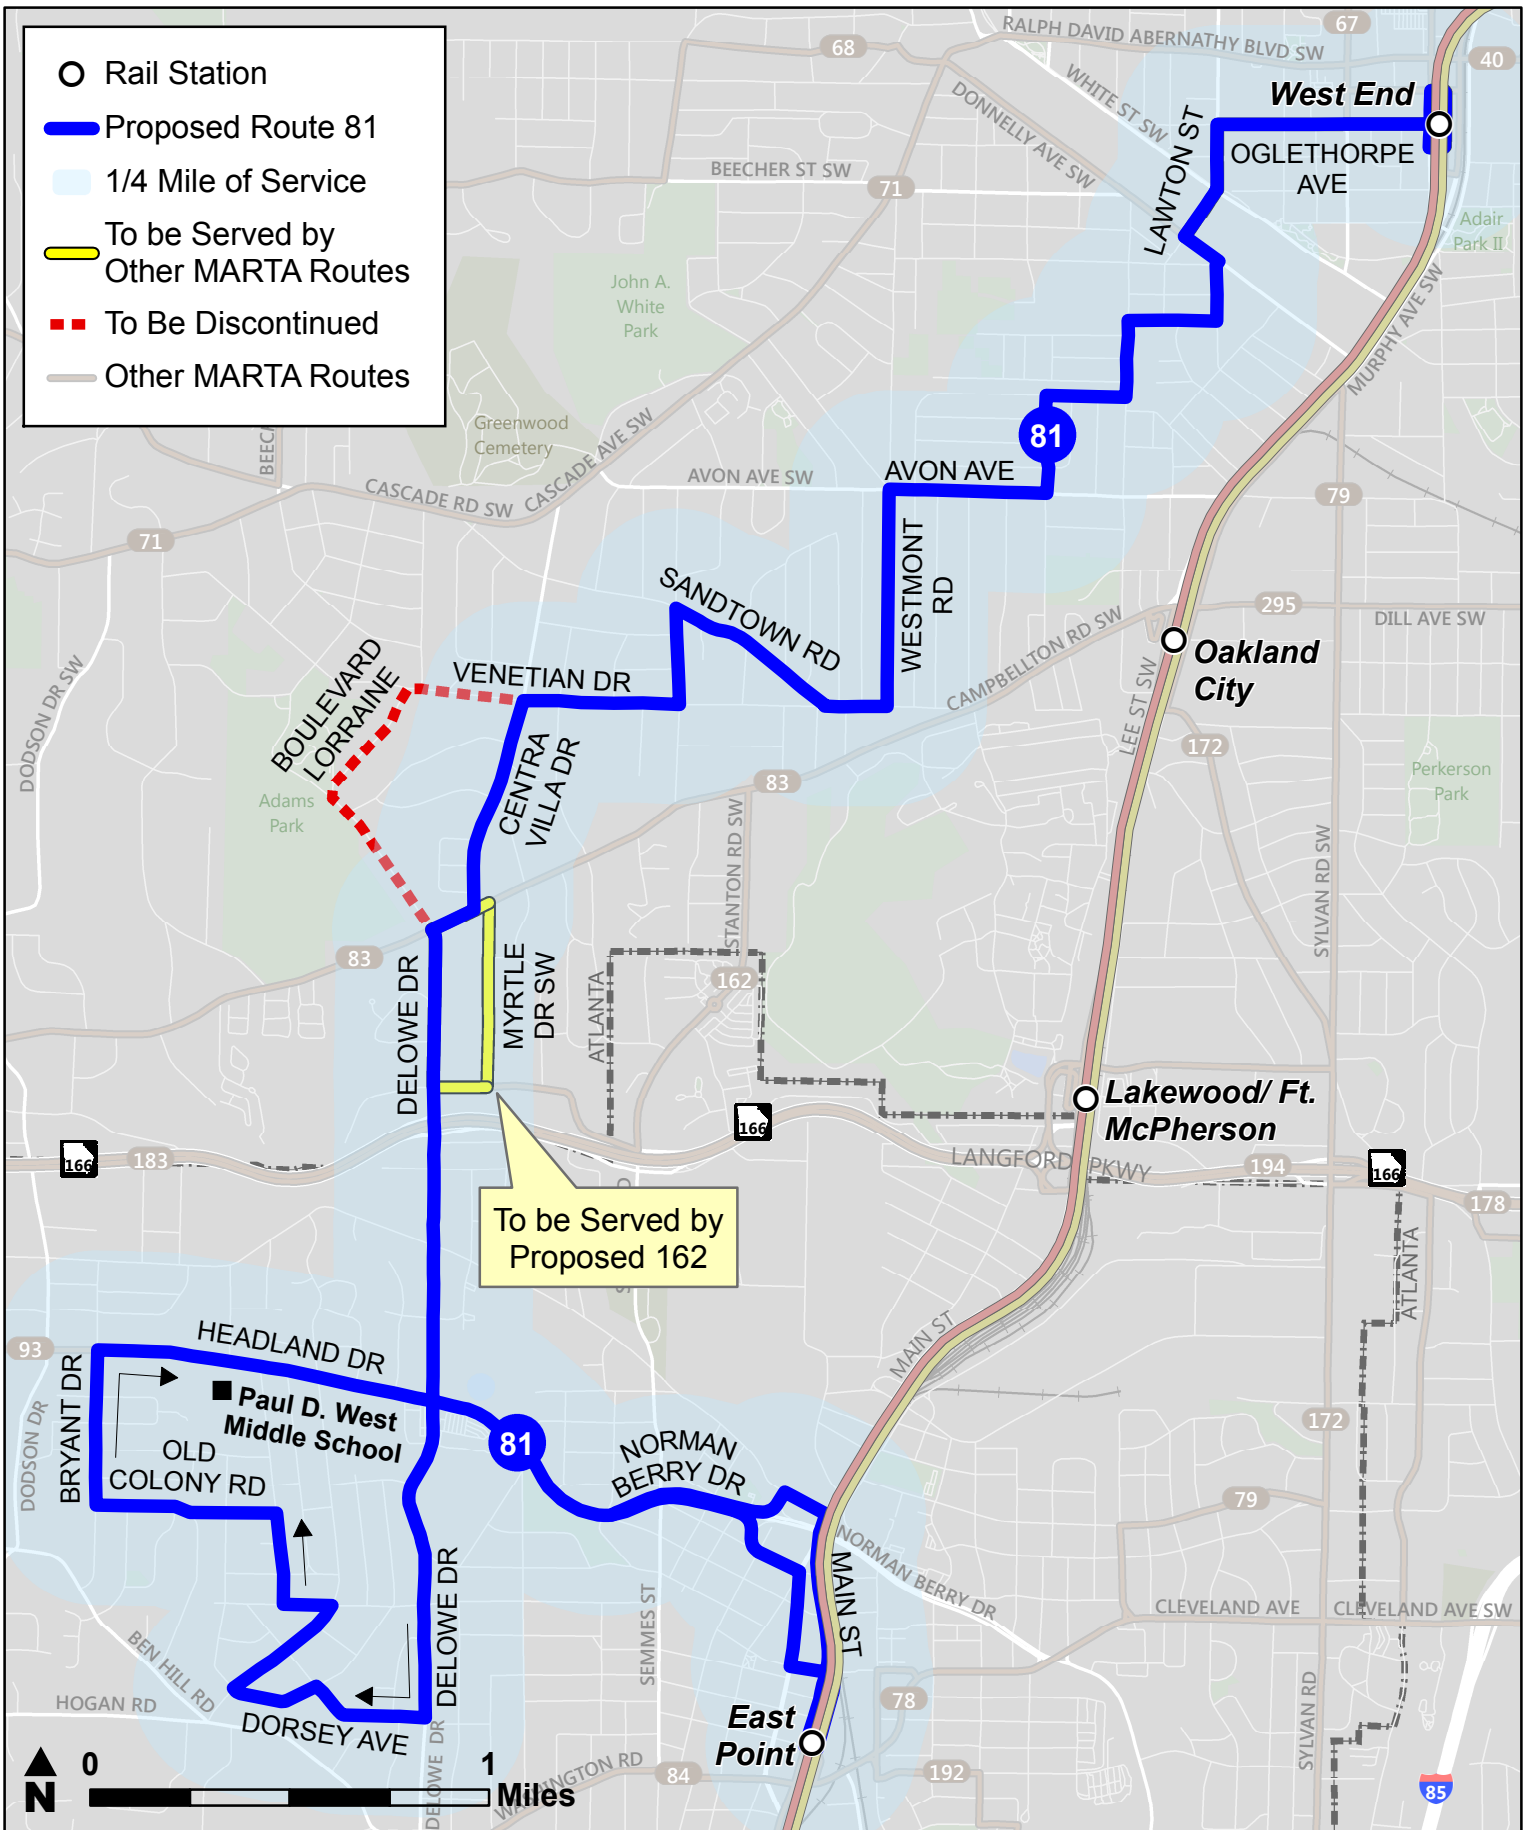 Rail Station
Proposed Route 81
1/4 Mile of Service
To be Served by
Other MARTA Routes
To Be Discontinued
Other MARTA Routes
67
RALPH DAVID ABERNATHY BLVD SW
68
40
WHITE ST SW
West End
DONNELLY AVE SW
LAWTON ST
OGLETHORPE
AVE
BEECHER ST SW
71
Adair
Park II
John A.
White
Park
MURPHY AVE SW
Greenwood
Cemetery
CASCADE AVE SW
81
AVON AVE SW
AVON AVE
CASCADE RD SW
79
71
WESTMONT
RD
SANDTOWN RD
295
DILL AVE SW
CAMPBELLTON RD SW
Oakland
City
LEE ST SW
DODSON DR SW
BOULEVARD
LORRAINE
VENETIAN DR
172
CENTRA
VILLA DR
83
Perkerson
Park
Adams
Park
STANTON RD SW
SYLVAN RD SW
83
DELOWE DR
MYRTLE
DR SW
ATLANTA
162
Lakewood/ Ft.
McPherson
166
183
166
LANGFORD PKWY
194
166
178
To be Served by
Proposed 162
ATLANTA
MAIN ST
93
HEADLAND DR
BRYANT DR
Paul D. West
Middle School
DODSON DR
OLD
COLONY RD
81
NORMAN
BERRY DR
172
79
NORMAN BERRY DR
MAIN ST
SEMMES ST
CLEVELAND AVE
CLEVELAND AVE SW
DELOWE DR
BEN HILL RD
HOGAN RD
DORSEY AVE
DELOWE DR
SYLVAN RD
78
East
Point
84
192
WASHINGTON RD
85
N
0
1
Miles